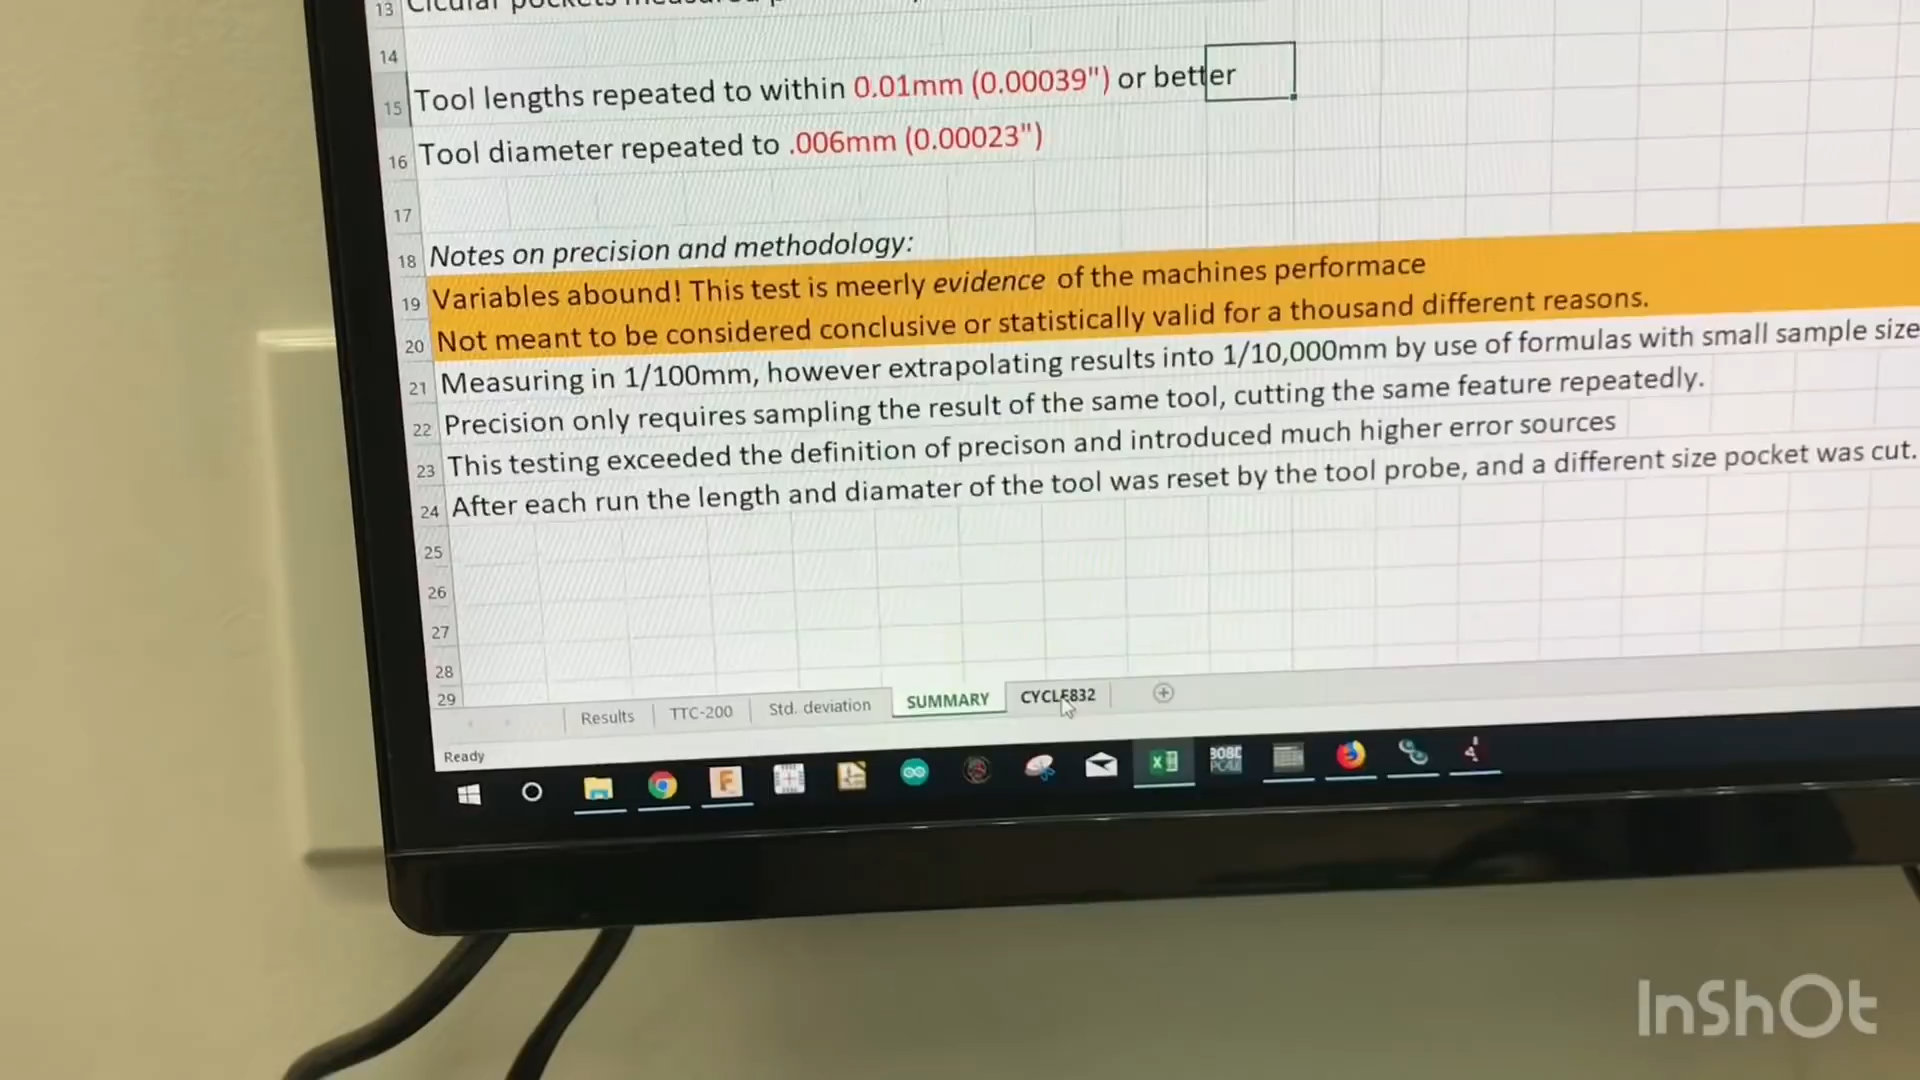 13 Cicular pockets measured
14
15 Tool lengths repeated to within 0.01mm (0.00039") or better
16 Tool diameter repeated to .006mm (0.00023")
17
18 Notes on precision and methodology:
19 Variables abound! This test is meerly evidence of the machines performace
20 Not meant to be considered conclusive or statistically valid for a thousand different reasons.
21 Measuring in 1/100mm, however extrapolating results into 1/10,000mm by use of formulas with small sample size
22 Precision only requires sampling the result of the same tool, cutting the same feature repeatedly.
23 This testing exceeded the definition of precison and introduced much higher error sources
24 After each run the length and diamater of the tool was reset by the tool probe, and a different size pocket was cut.
25
26
27
28
29
Results TTC-200 Std. deviation SUMMARY CYCLE832
Ready
InShOt